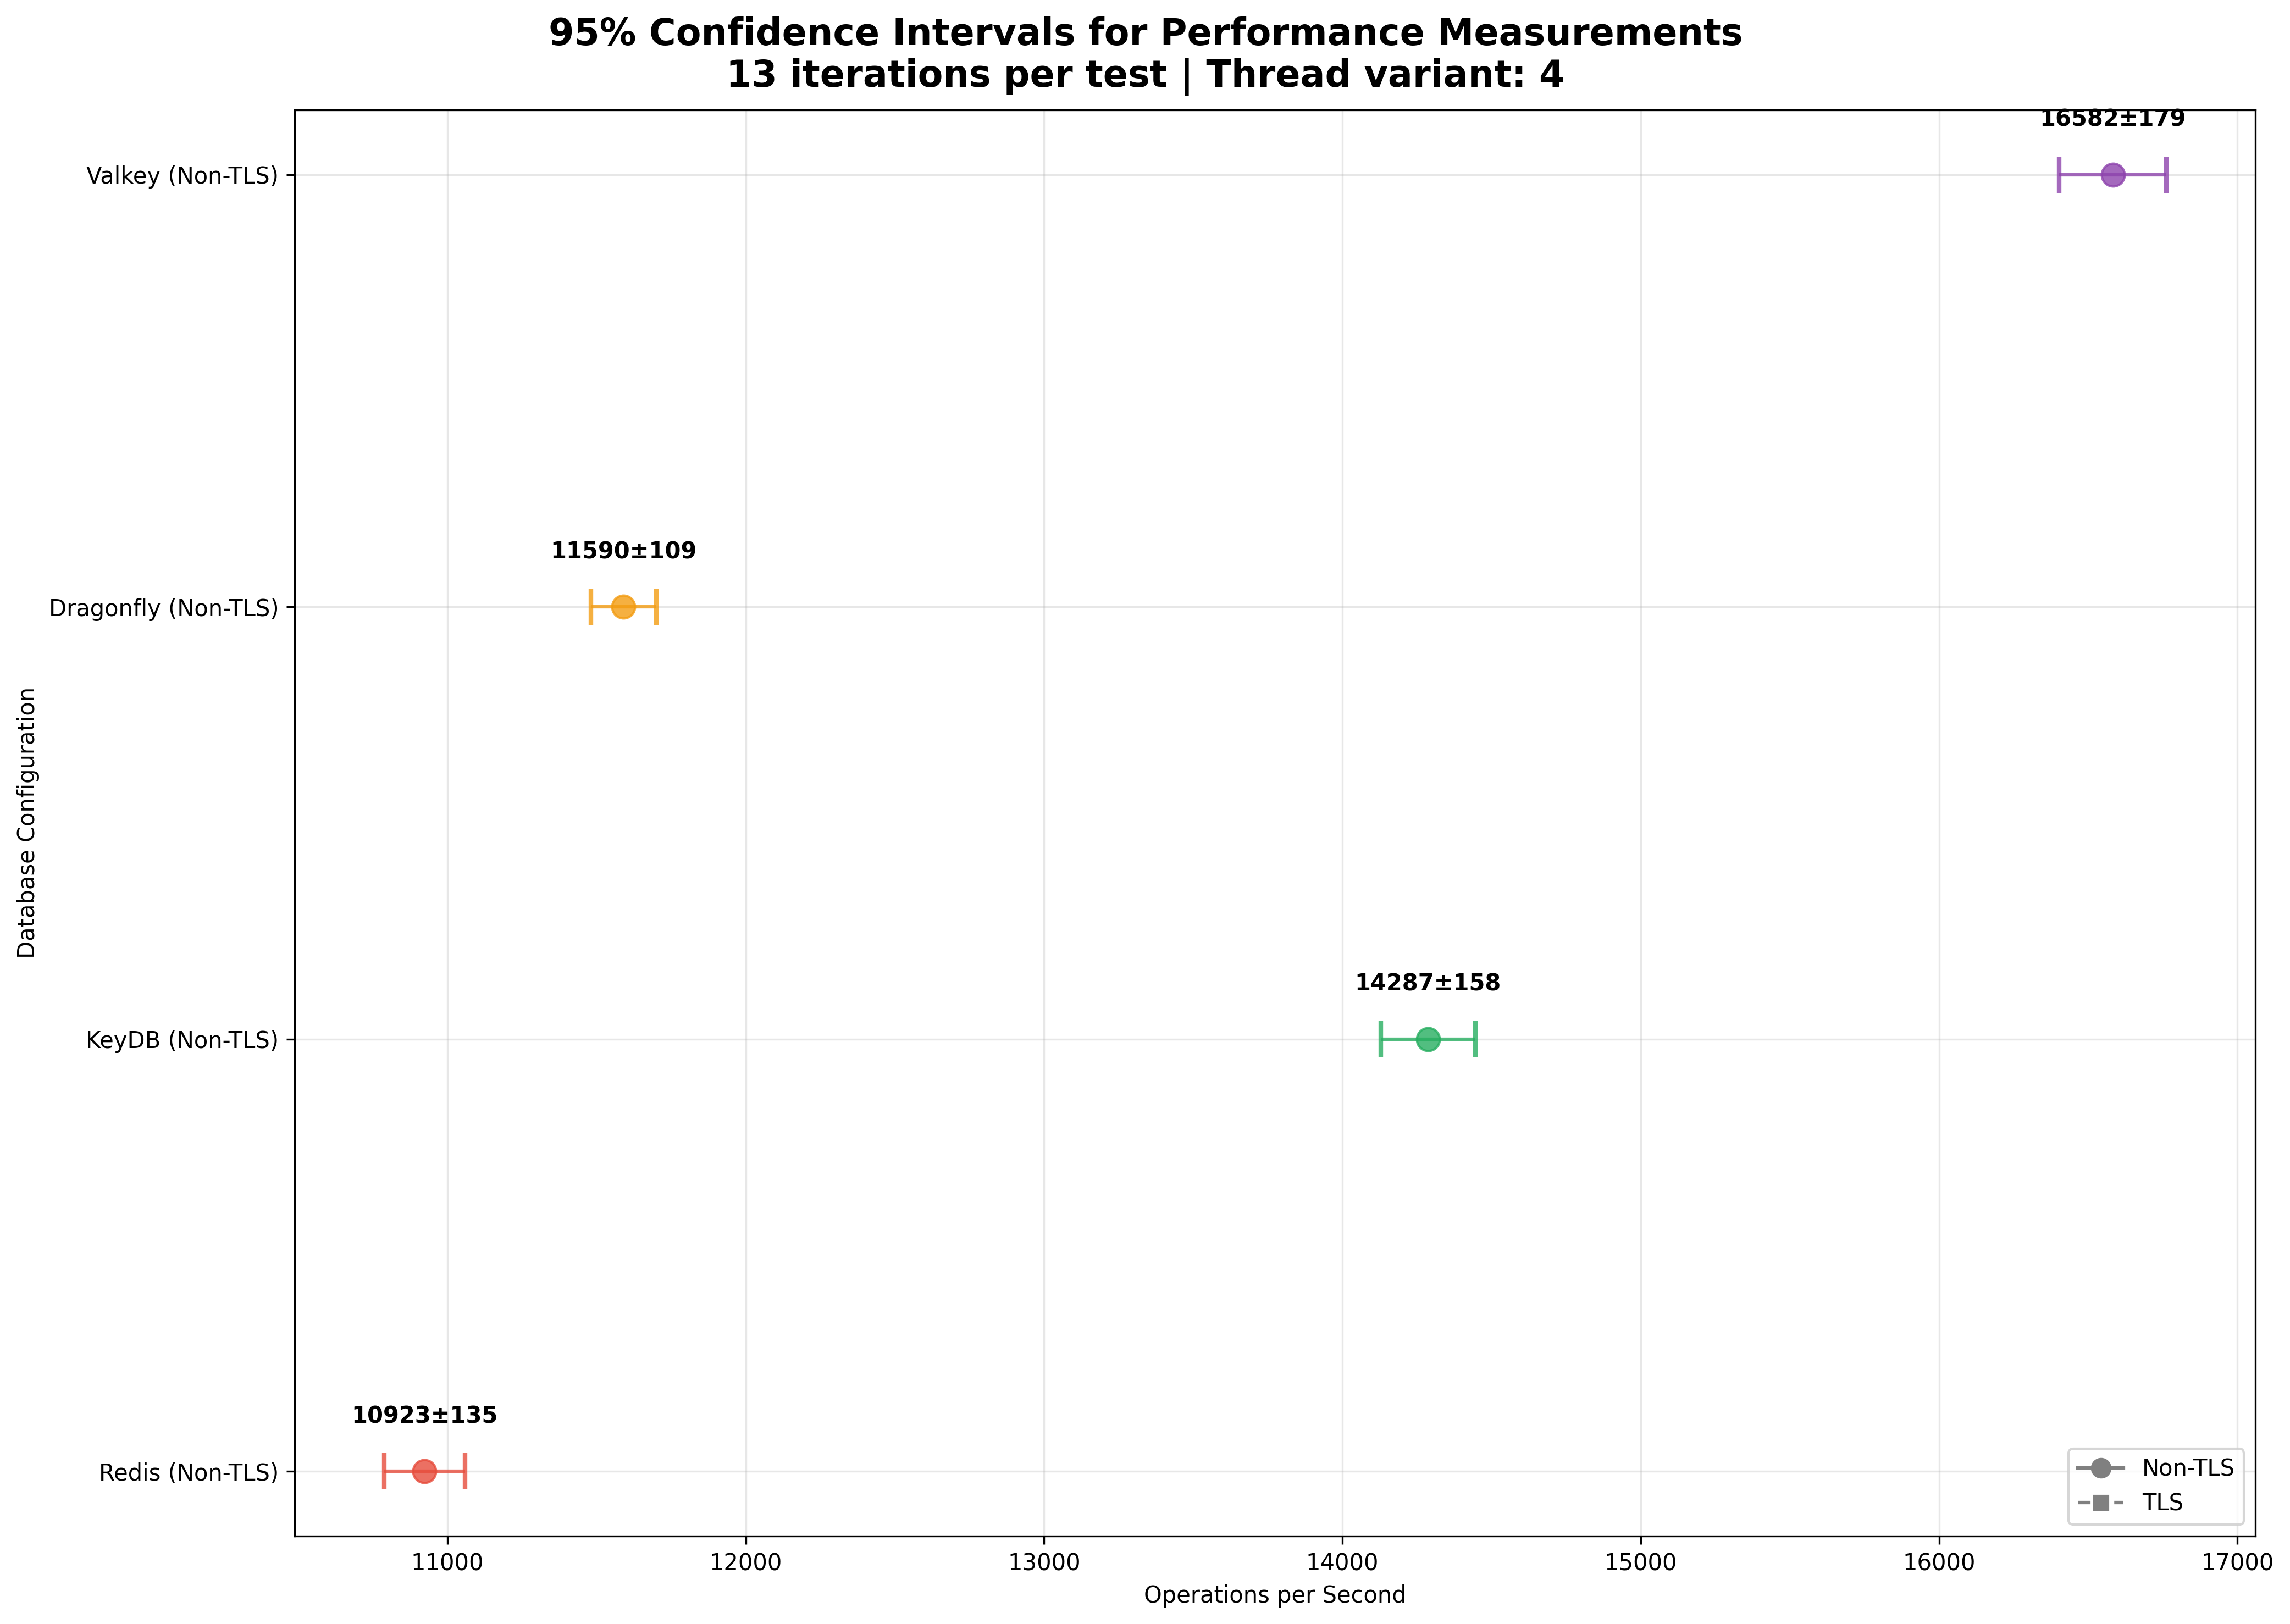 95% Confidence Intervals for Performance Measurements
13 iterations per test | Thread variant: 4
16582±179
Valkey (Non-TLS)
11590±109
Dragonfly (Non-TLS)
Database Configuration
14287±158
KeyDB (Non-TLS)
10923±135
Redis (Non-TLS)
Non-TLS
TLS
11000 12000 13000 14000 15000 16000 17000
Operations per Second